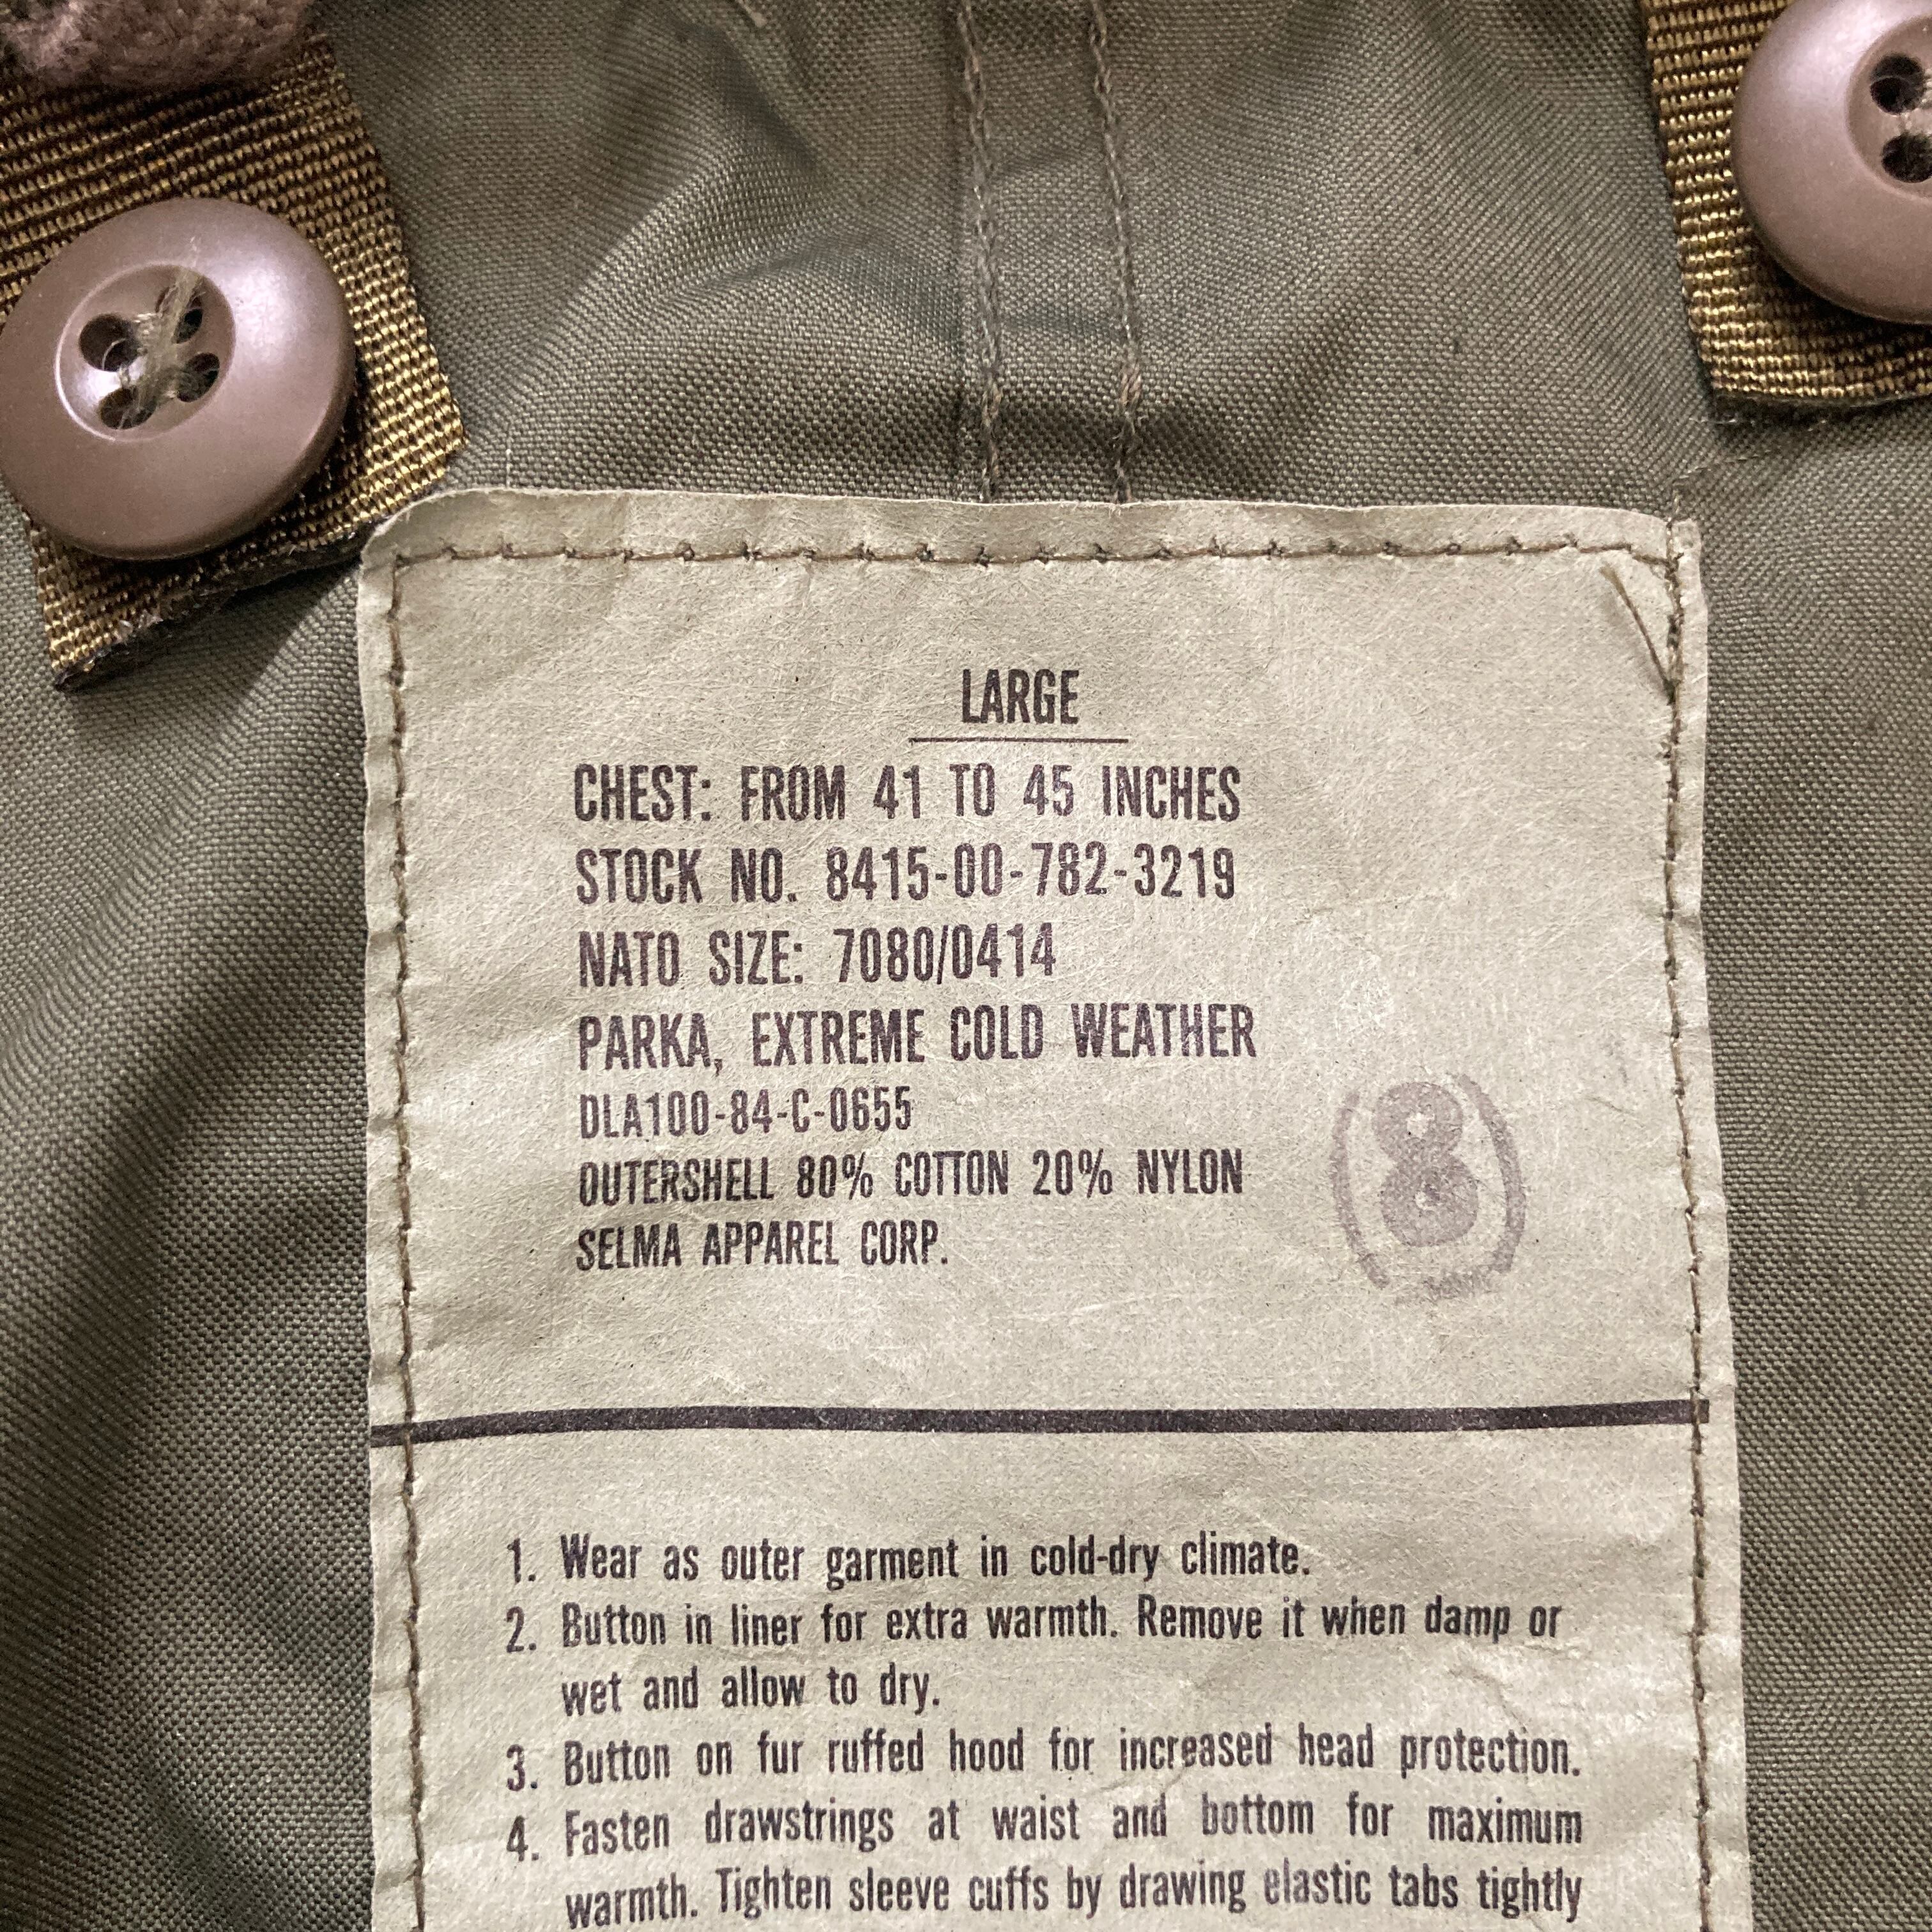 LARGE
CHEST: FROM 41 TO 45 INCHES
STOCK NO. 8415-00-782-3219
NATO SIZE: 7080/0414
PARKA, EXTREME COLD WEATHER
DLA100-84-C-0655
OUTERSHELL 80% COTTON 20% NYLON
SELMA APPAREL CORP.
(8)
1. Wear as outer garment in cold-dry climate.
2. Button in liner for extra warmth. Remove it when damp or
wet and allow to dry.
3. Button on fur ruffed hood for increased head protection.
4. Fasten drawstrings at waist and bottom for maximum
warmth. Tighten sleeve cuffs by drawing elastic tabs tightly